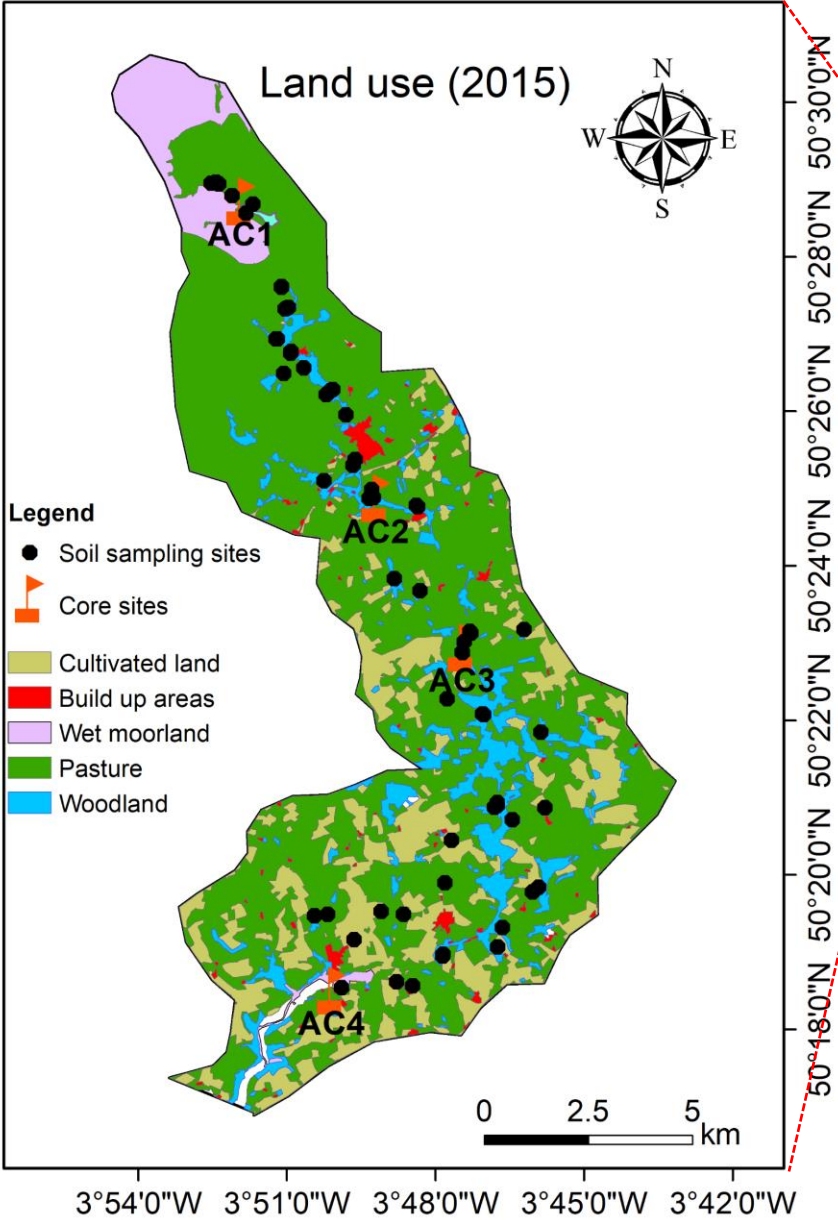 Land use (2015)
N
W
E
S
AC1
AC2
AC3
AC4
Legend
Soil sampling sites
Core sites
Cultivated land
Build up areas
Wet moorland
Pasture
Woodland
0 2.5 5
km
50°30'0"N
50°28'0"N
50°26'0"N
50°24'0"N
50°22'0"N
50°20'0"N
50°18'0"N
3°54'0"W 3°51'0"W 3°48'0"W 3°45'0"W 3°42'0"W